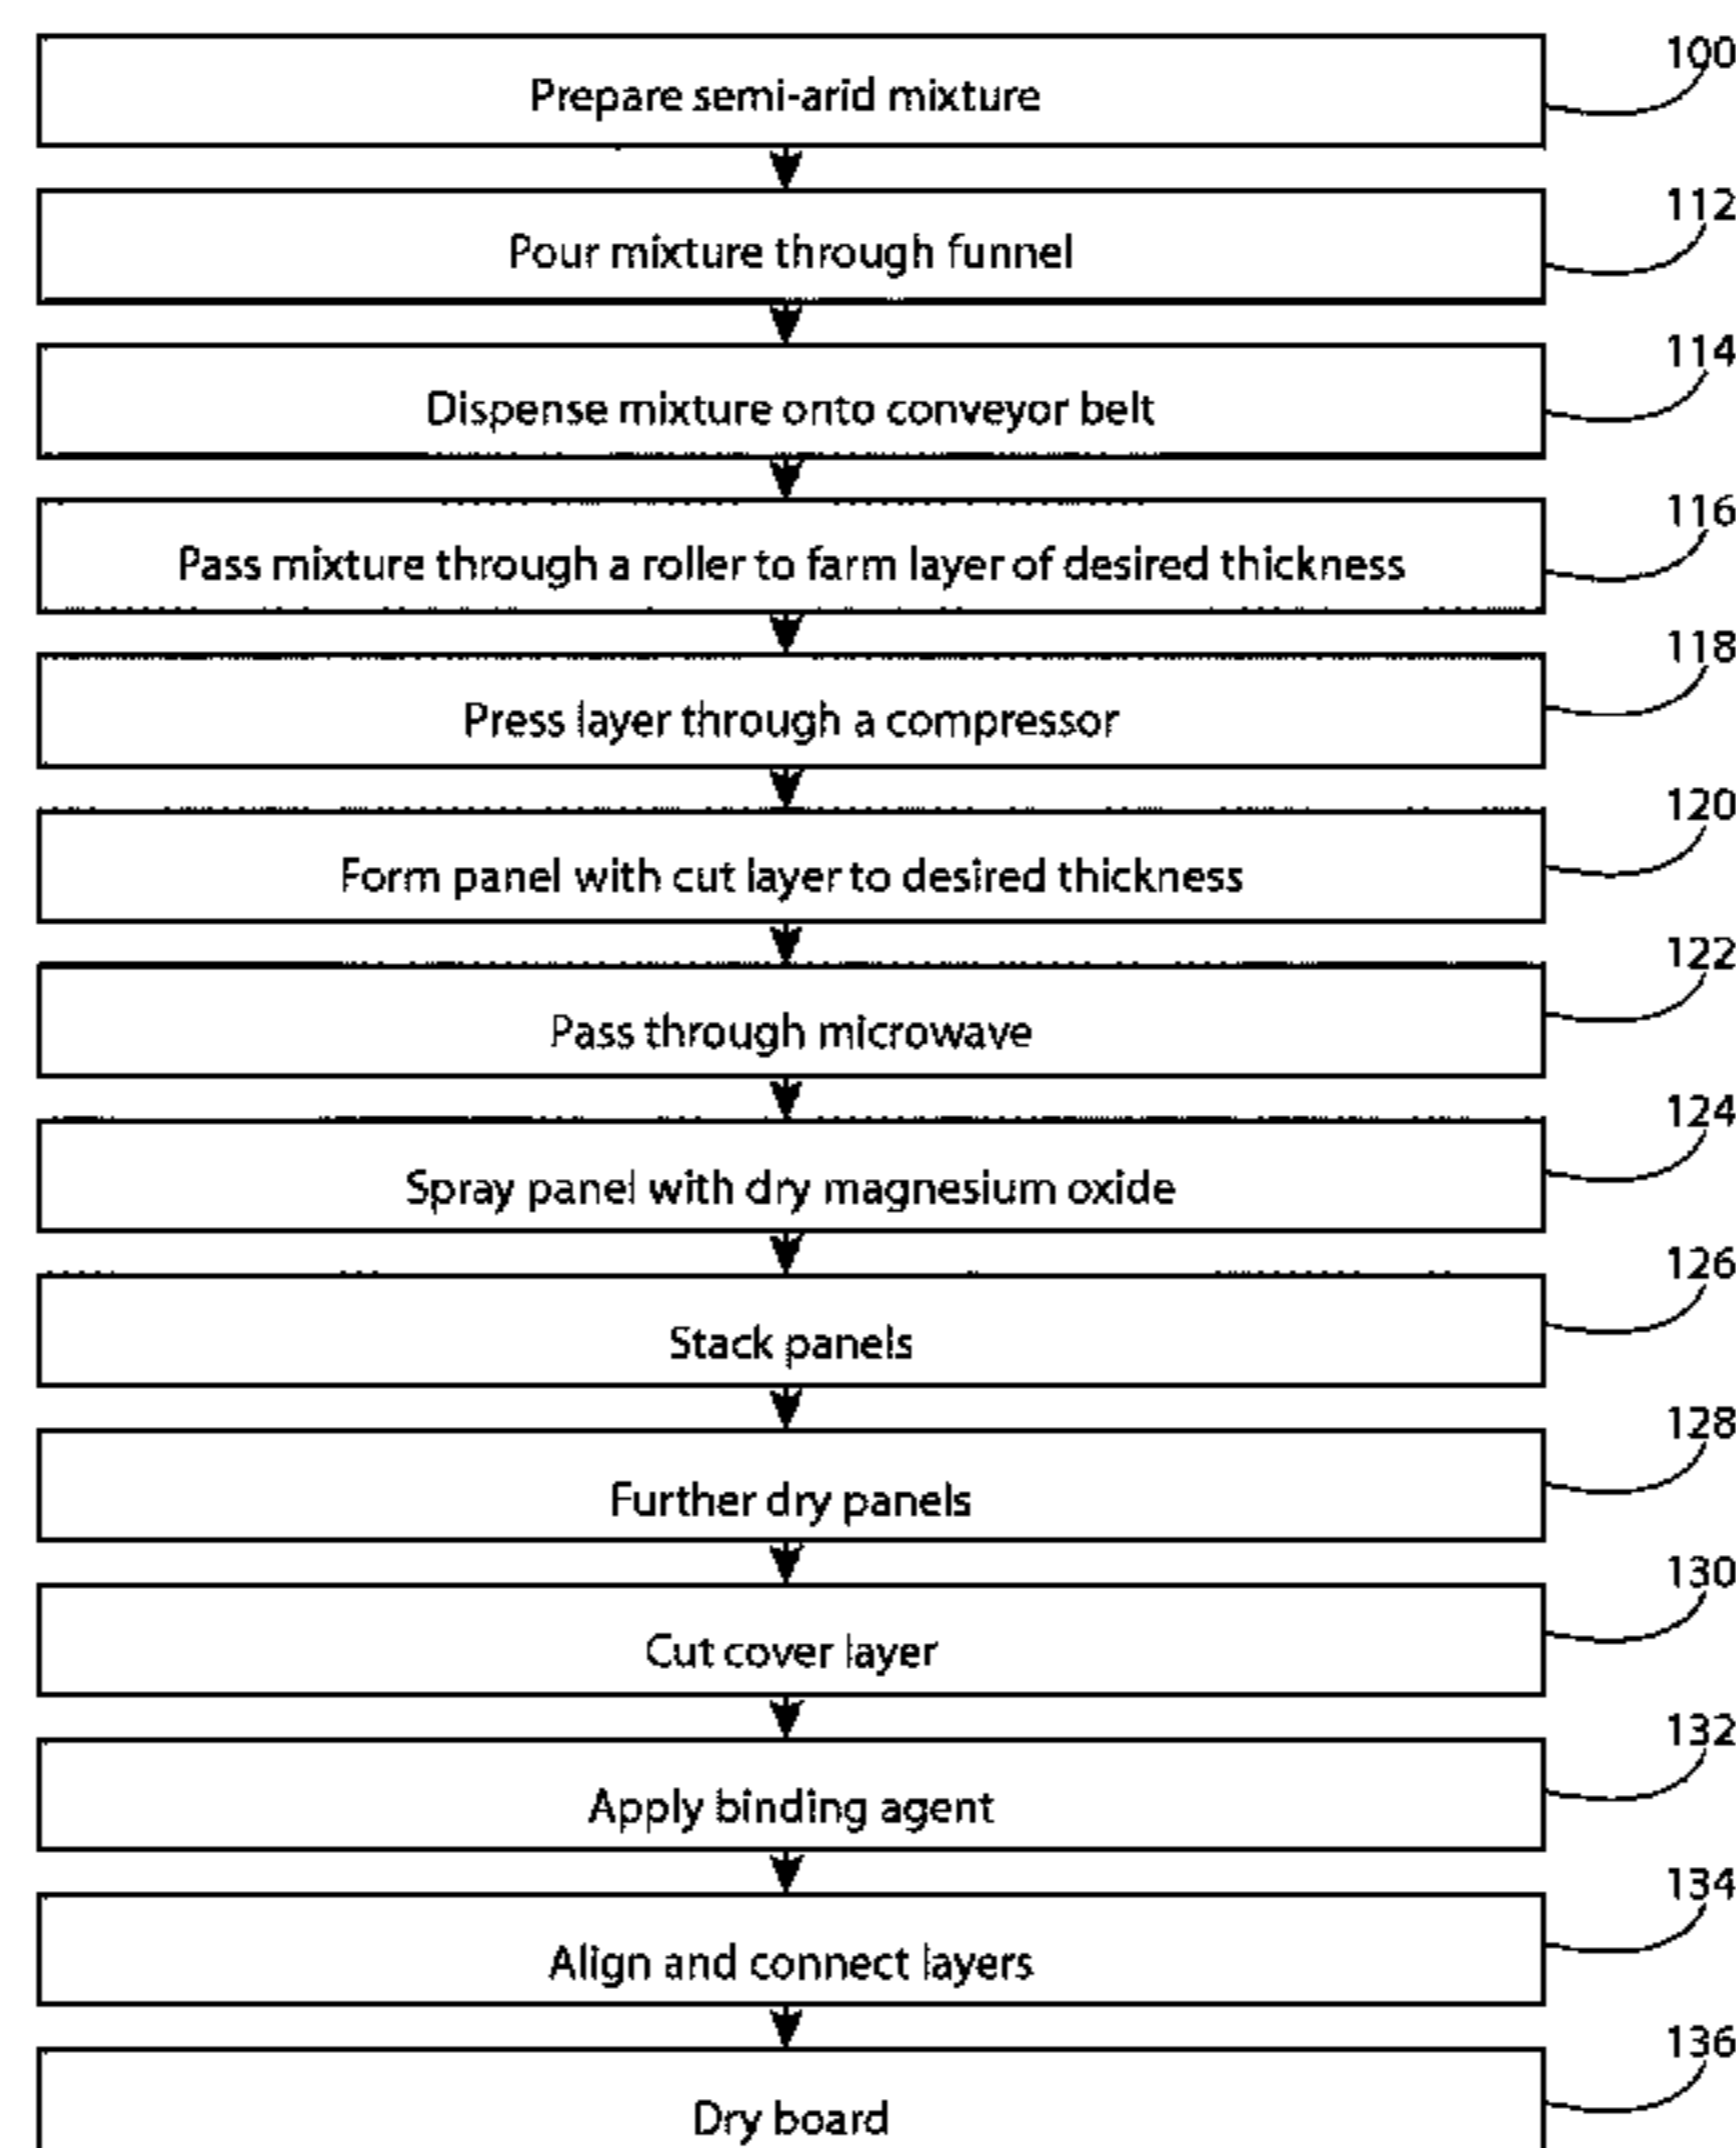 Prepare semi-arid mixture 100
Pour mixture through funnel 112
Dispense mixture onto conveyor belt 114
Pass mixture through a roller to farm layer of desired thickness 116
Press layer through a compressor 118
Form panel with cut layer to desired thickness 120
Pass through microwave 122
Spray panel with dry magnesium oxide 124
Stack panels 126
Further dry panels 128
Cut cover layer 130
Apply binding agent 132
Align and connect layers 134
Dry board 136